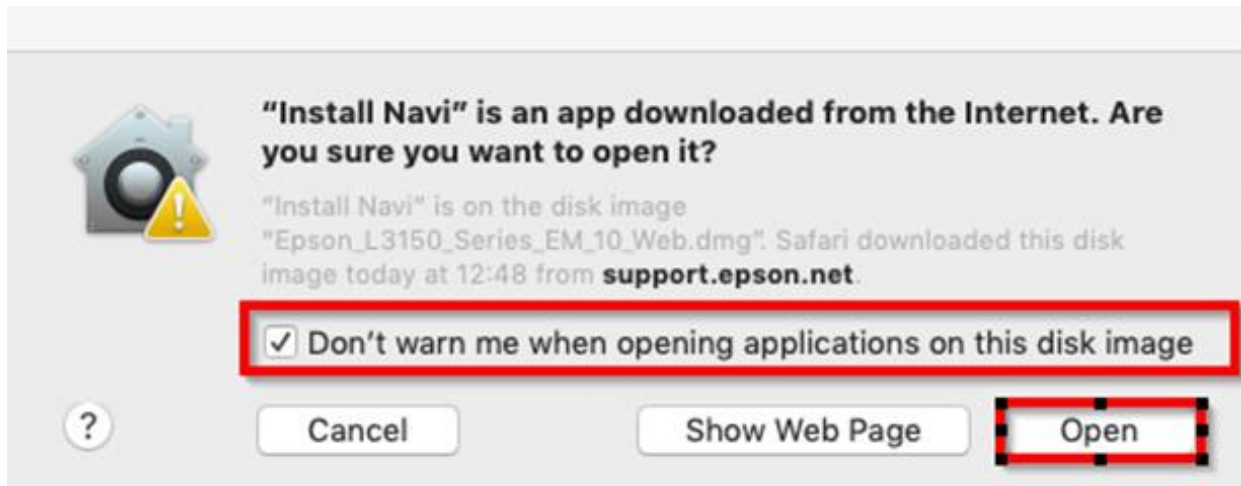 “Install Navi” is an app downloaded from the Internet. Are
you sure you want to open it?
“Install Navi” is on the disk image
“Epson_L3150_Series_EM_10_Web.dmg”. Safari downloaded this disk
image today at 12:48 from support.epson.net.
Don’t warn me when opening applications on this disk image
?
Cancel
Show Web Page
Open